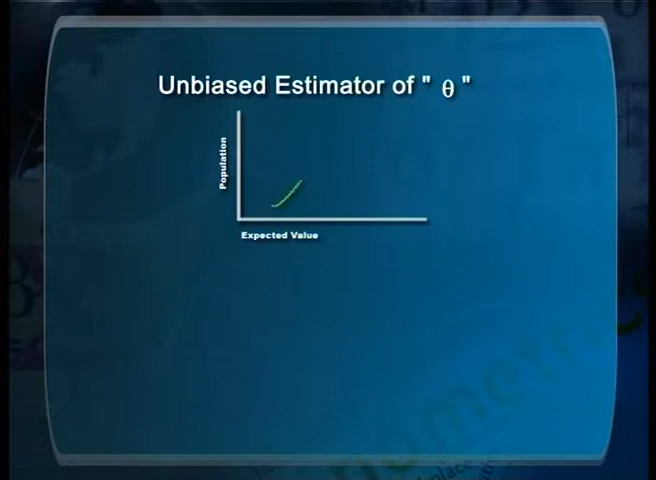 Unbiased Estimator of " θ "
Population
Expected Value